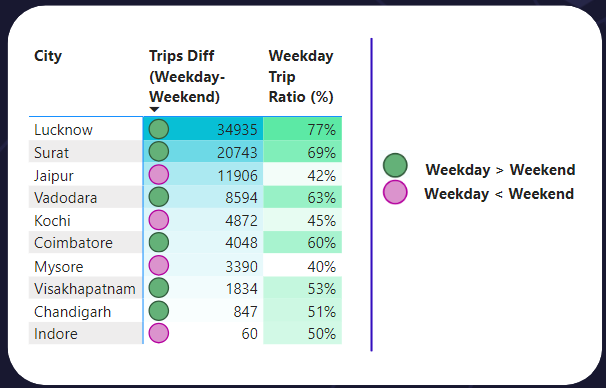 City Trips Diff (Weekday-Weekend) Weekday Trip Ratio (%)
Lucknow 34935 77%
Surat 20743 69%
Jaipur 11906 42%
Vadodara 8594 63%
Kochi 4872 45%
Coimbatore 4048 60%
Mysore 3390 40%
Visakhapatnam 1834 53%
Chandigarh 847 51%
Indore 60 50%
Weekday > Weekend
Weekday < Weekend